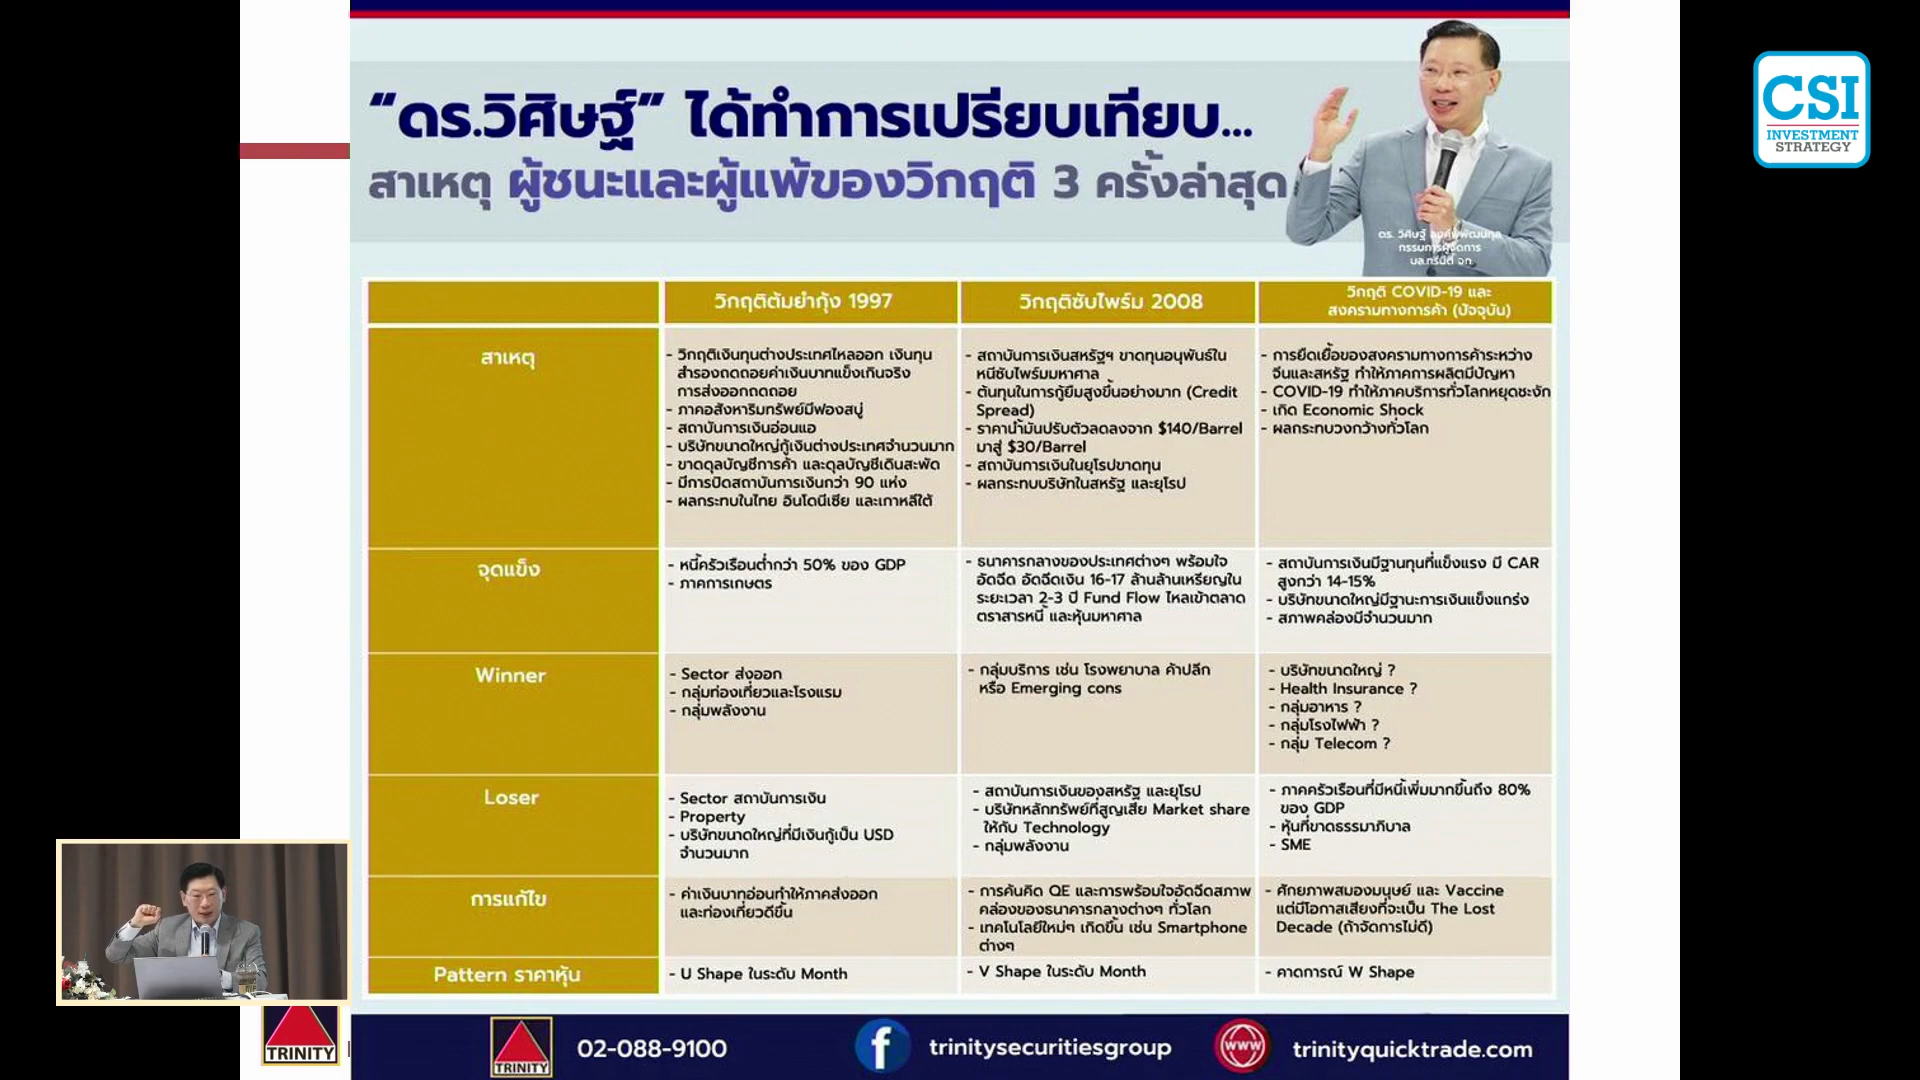 “ดร.วิศิษฐ์” ได้ทำการเปรียบเทียบ...
สาเหตุ ผู้ชนะและผู้แพ้ของวิกฤติ 3 ครั้งล่าสุด
CSI
INVESTMENT
STRATEGY
ดร. วิศิษฐ์ องค์พิพัฒนกุล
กรรมการผู้จัดการ
บล.ทรีนีตี้ จก.
วิกฤติต้มยำกุ้ง 1997
วิกฤติซับไพร์ม 2008
วิกฤติ COVID-19 และ
สงครามทางการค้า (ปัจจุบัน)
สาเหตุ
- วิกฤติเงินทุนต่างประเทศไหลออก เงินทุน
สำรองถดถอยค่าเงินบาทแข็งเกินจริง
การส่งออกถดถอย
- ภาคอสังหาริมทรัพย์มีฟองสบู่
- สถาบันการเงินอ่อนแอ
- บริษัทขนาดใหญ่กู้เงินต่างประเทศจำนวนมาก
- ขาดดุลบัญชีการค้า และดุลบัญชีเดินสะพัด
- มีการปิดสถาบันการเงินกว่า 90 แห่ง
- ผลกระทบในไทย อินโดนีเซีย และเกาหลีใต้
- สถาบันการเงินสหรัฐฯ ขาดทุนอนุพันธ์ใน
หนี้ซับไพร์มมหาศาล
- ต้นทุนในการกู้ยืมสูงขึ้นอย่างมาก (Credit
Spread)
- ราคาน้ำมันปรับตัวลดลงจาก $140/Barrel
มาสู่ $30/Barrel
- สถาบันการเงินในยุโรปขาดทุน
- ผลกระทบบริษัทในสหรัฐ และยุโรป
- การยืดเยื้อของสงครามทางการค้าระหว่าง
จีนและสหรัฐ ทำให้ภาคการผลิตมีปัญหา
- COVID-19 ทำให้ภาคบริการทั่วโลกหยุดชะงัก
- เกิด Economic Shock
- ผลกระทบวงกว้างทั่วโลก
จุดแข็ง
- หนี้ครัวเรือนต่ำกว่า 50% ของ GDP
- ภาคการเกษตร
- ธนาคารกลางของประเทศต่างๆ พร้อมใจ
อัดฉีด อัดฉีดเงิน 16-17 ล้านล้านเหรียญใน
ระยะเวลา 2-3 ปี Fund Flow ไหลเข้าตลาด
ตราสารหนี้ และหุ้นมหาศาล
- สถาบันการเงินมีฐานทุนที่แข็งแรง มี CAR
สูงกว่า 14-15%
- บริษัทขนาดใหญ่มีฐานะการเงินแข็งแกร่ง
- สภาพคล่องมีจำนวนมาก
Winner
- Sector ส่งออก
- กลุ่มท่องเที่ยวและโรงแรม
- กลุ่มพลังงาน
- กลุ่มบริการ เช่น โรงพยาบาล ค้าปลีก
หรือ Emerging cons
- บริษัทขนาดใหญ่ ?
- Health Insurance ?
- กลุ่มอาหาร ?
- กลุ่มโรงไฟฟ้า ?
- กลุ่ม Telecom ?
Loser
- Sector สถาบันการเงิน
- Property
- บริษัทขนาดใหญ่ที่มีเงินกู้เป็น USD
จำนวนมาก
- สถาบันการเงินของสหรัฐ และยุโรป
- บริษัทหลักทรัพย์ที่สูญเสีย Market share
ให้กับ Technology
- กลุ่มพลังงาน
- ภาคครัวเรือนที่มีหนี้เพิ่มมากขึ้นถึง 80%
ของ GDP
- หุ้นที่ขาดธรรมาภิบาล
- SME
การแก้ไข
- ค่าเงินบาทอ่อนทำให้ภาคส่งออก
และท่องเที่ยวดีขึ้น
- การค้นคิด QE และการพร้อมใจอัดฉีดสภาพ
คล่องของธนาคารกลางต่างๆ ทั่วโลก
- เทคโนโลยีใหม่ๆ เกิดขึ้น เช่น Smartphone
ต่างๆ
- ศักยภาพสมองมนุษย์ และ Vaccine
แต่มีโอกาสเสี่ยงที่จะเป็น The Lost
Decade (ถ้าจัดการไม่ดี)
Pattern ราคาหุ้น
- U Shape ในระดับ Month
- V Shape ในระดับ Month
- คาดการณ์ W Shape
TRINITY
TRINITY
02-088-9100
f
trinitysecuritiesgroup
WWW
trinityquicktrade.com